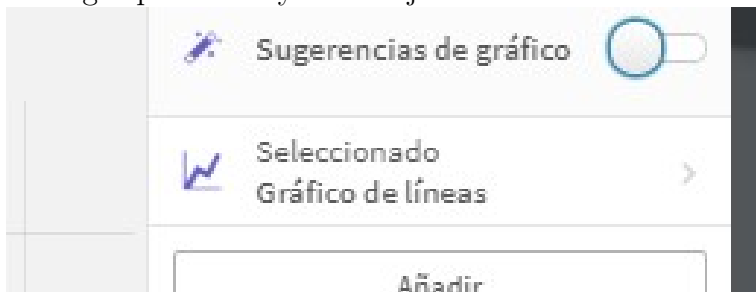 Sugerencias de gráfico
Seleccionado
Gráfico de líneas
Añadir